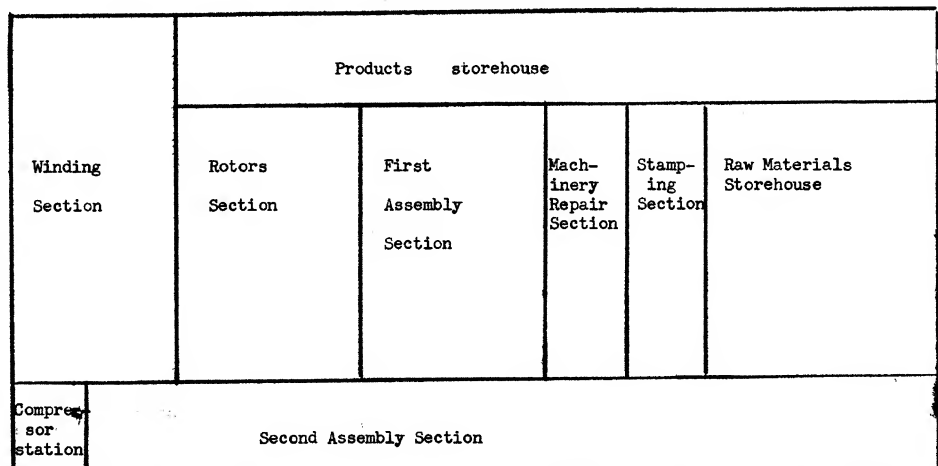 Products storehouse
Winding
Section
Rotors
Section
First
Assembly
Section
Mach-
inery
Repair
Section
Stamp-
ing
Section
Raw Materials
Storehouse
Compres-
sor
station
Second Assembly Section